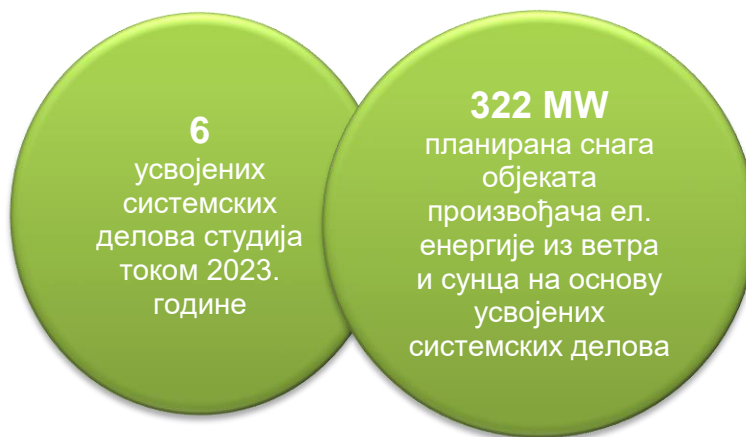 6
усвојених
системских
делова студија
током 2023.
године
322 MW
планирана снага
објеката
произвођача ел.
енергије из ветра
и сунца на основу
усвојених
системских делова